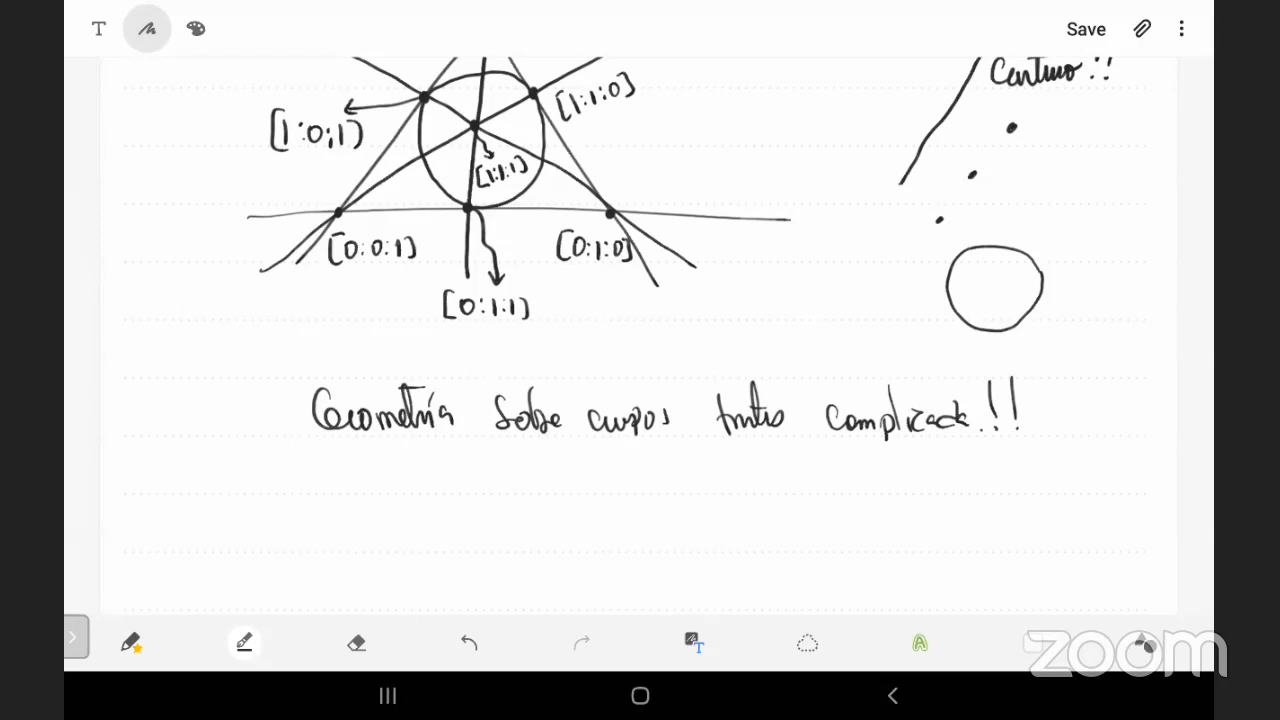 T Save
Centmo !!
[1:1:0]
[1:0:1]
[1:1:1]
[0:0:1] [0:1:0]
[0:1:1]
Geometría sobre cuerpos finitos complicada!!
T
A
zoom